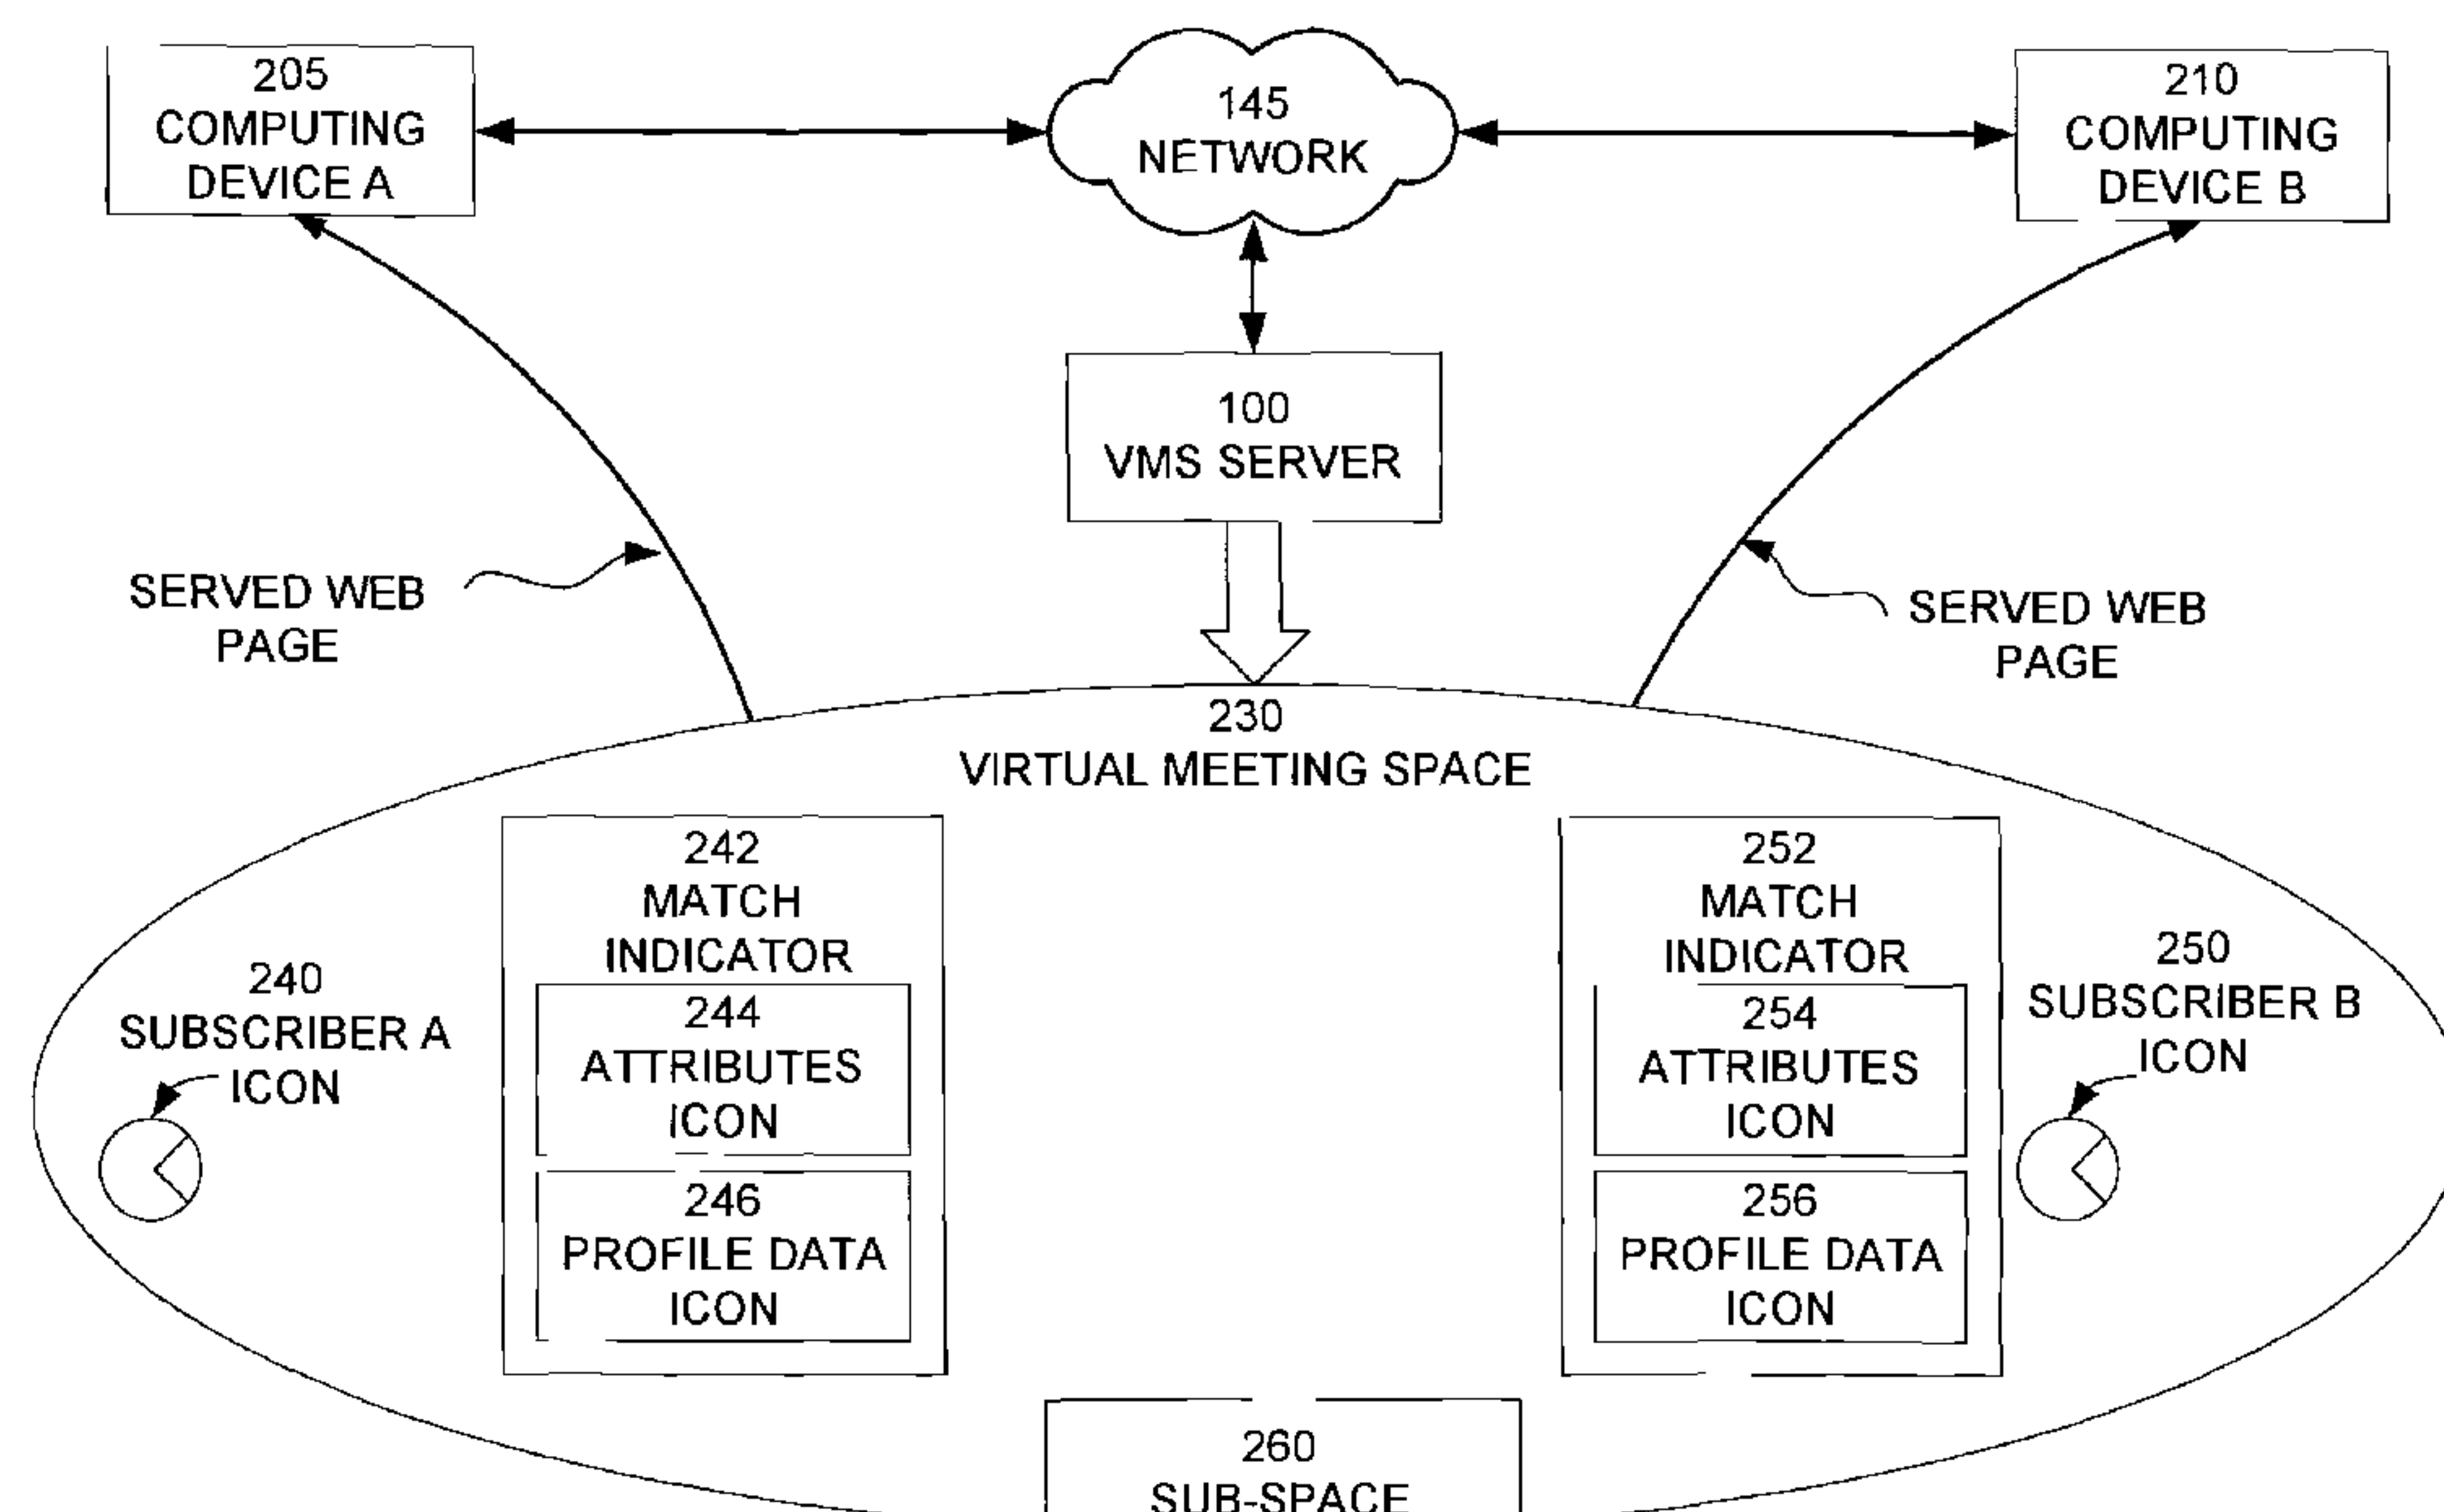 205
COMPUTING
DEVICE A
145
NETWORK
210
COMPUTING
DEVICE B
100
VMS SERVER
SERVED WEB
PAGE
SERVED WEB
PAGE
230
VIRTUAL MEETING SPACE
240
SUBSCRIBER A
ICON
242
MATCH
INDICATOR
244
ATTRIBUTES
ICON
246
PROFILE DATA
ICON
252
MATCH
INDICATOR
254
ATTRIBUTES
ICON
256
PROFILE DATA
ICON
250
SUBSCRIBER B
ICON
260
SUB-SPACE